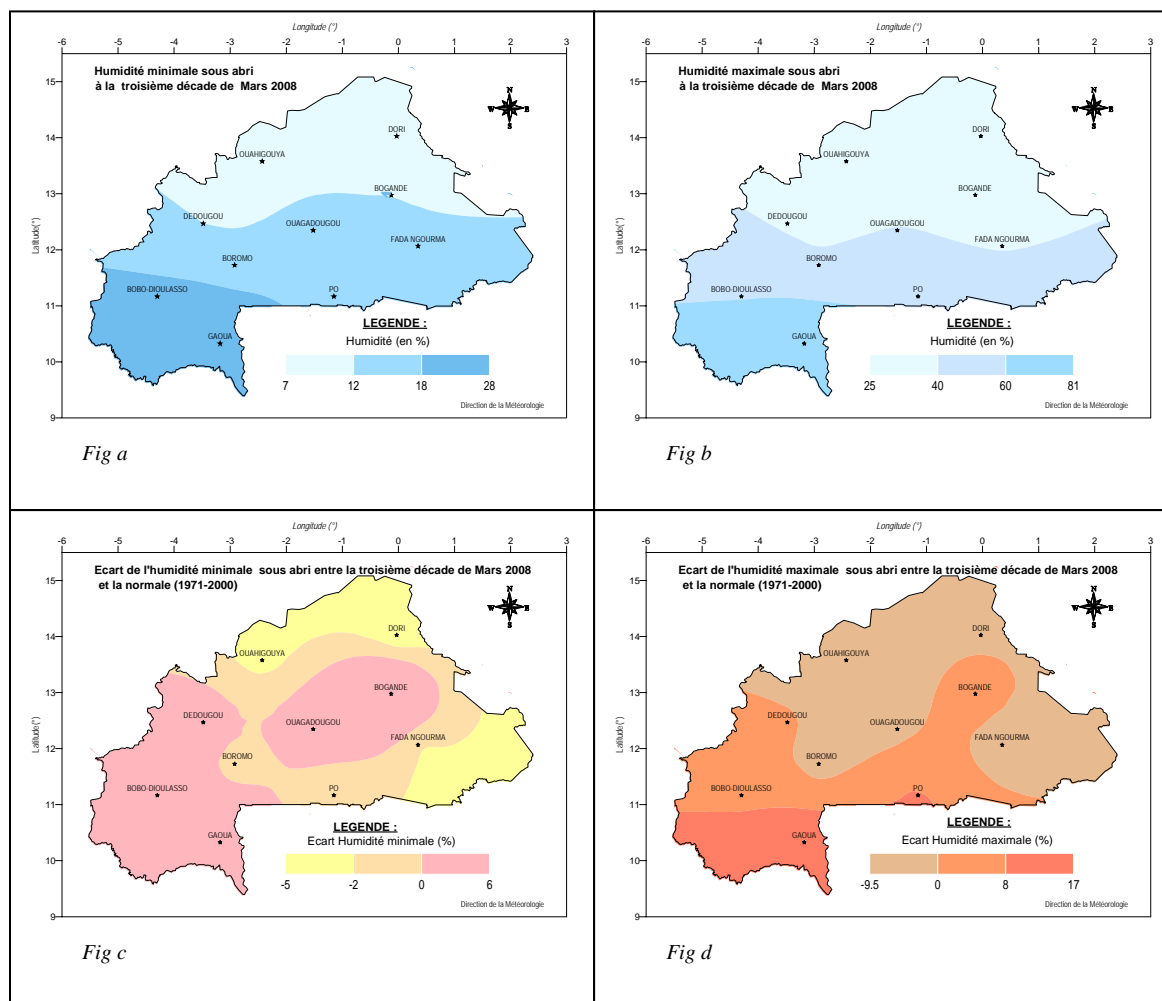 Longitude (°)
-6 -5 -4 -3 -2 -1 0 1 2 3
Humidité minimale sous abri
à la troisième décade de Mars 2008
N
W E
S
15
14
13
12
11
10
9
Latitude(°)
DORI
OUAHIGOUYA
BOGANDE
DEDOUGOU
OUAGADOUGOU
FADA NGOURMA
BOROMO
BOBO-DIOULASSO
PO
GAOUA
LEGENDE :
Humidité (en %)
7 12 18 28
Direction de la Météorologie
Fig a
Longitude (°)
-6 -5 -4 -3 -2 -1 0 1 2 3
Humidité maximale sous abri
à la troisième décade de Mars 2008
N
W E
S
15
14
13
12
11
10
9
Latitude(°)
DORI
OUAHIGOUYA
BOGANDE
DEDOUGOU
OUAGADOUGOU
FADA NGOURMA
BOROMO
BOBO-DIOULASSO
PO
GAOUA
LEGENDE :
Humidité (en %)
25 40 60 81
Direction de la Météorologie
Fig b
Longitude (°)
-6 -5 -4 -3 -2 -1 0 1 2 3
Ecart de l'humidité minimale sous abri entre la troisième décade de Mars 2008
et la normale (1971-2000)
N
W E
S
15
14
13
12
11
10
9
Latitude(°)
DORI
OUAHIGOUYA
BOGANDE
DEDOUGOU
OUAGADOUGOU
FADA NGOURMA
BOROMO
BOBO-DIOULASSO
PO
GAOUA
LEGENDE :
Ecart Humidité minimale (%)
-5 -2 0 6
Direction de la Météorologie
Fig c
Longitude (°)
-6 -5 -4 -3 -2 -1 0 1 2 3
Ecart de l'humidité maximale sous abri entre la troisième décade de Mars 2008
et la normale (1971-2000)
N
W E
S
15
14
13
12
11
10
9
Latitude(°)
DORI
OUAHIGOUYA
BOGANDE
DEDOUGOU
OUAGADOUGOU
FADA NGOURMA
BOROMO
BOBO-DIOULASSO
PO
GAOUA
LEGENDE :
Ecart Humidité maximale (%)
-9.5 0 8 17
Direction de la Météorologie
Fig d